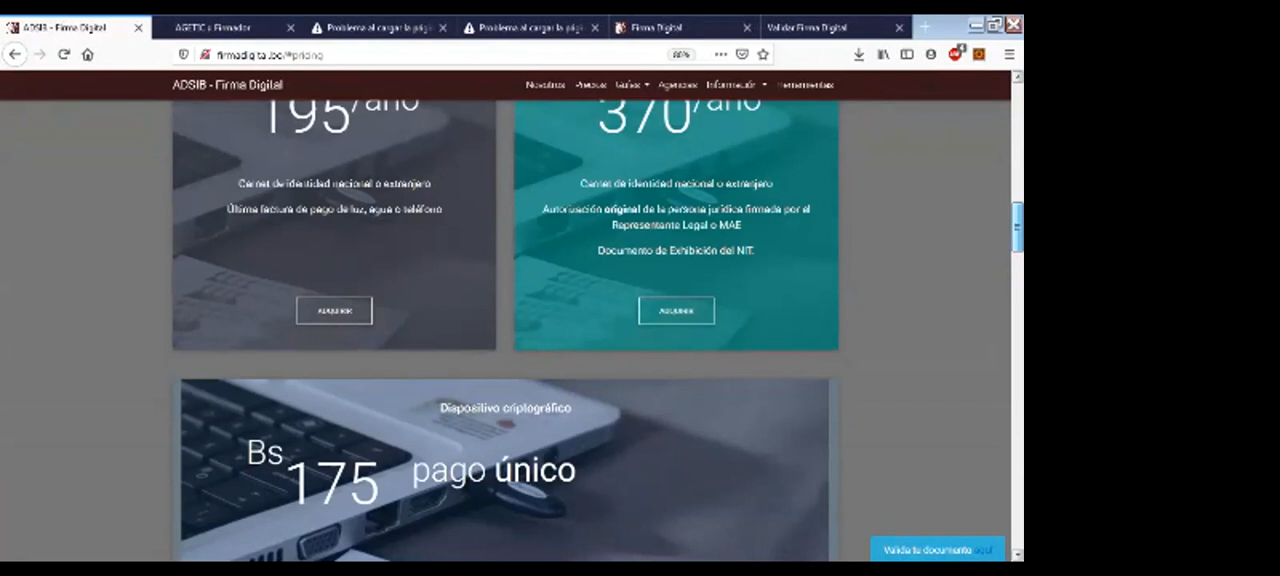 ADSIB - Firma Digital
AGETIC a Firmador
Problema al cargar la pági
Problema al cargar la pági
Firma Digital
Validar Firma Digital
firmadigital.bo/#pricing
80%
ADSIB - Firma Digital
Nosotros Precios Guías Agencias Información Herramientas
195/año
370/año
Carnet de identidad nacional o extranjero
Última factura de pago de luz, agua o teléfono
ADQUIRIR
Carnet de identidad nacional o extranjero
Autorización original de la persona jurídica firmada por el
Representante Legal o MAE
Documento de Exhibición del NIT.
ADQUIRIR
Dispositivo criptográfico
Bs 175 pago único
Valida tu documento aquí